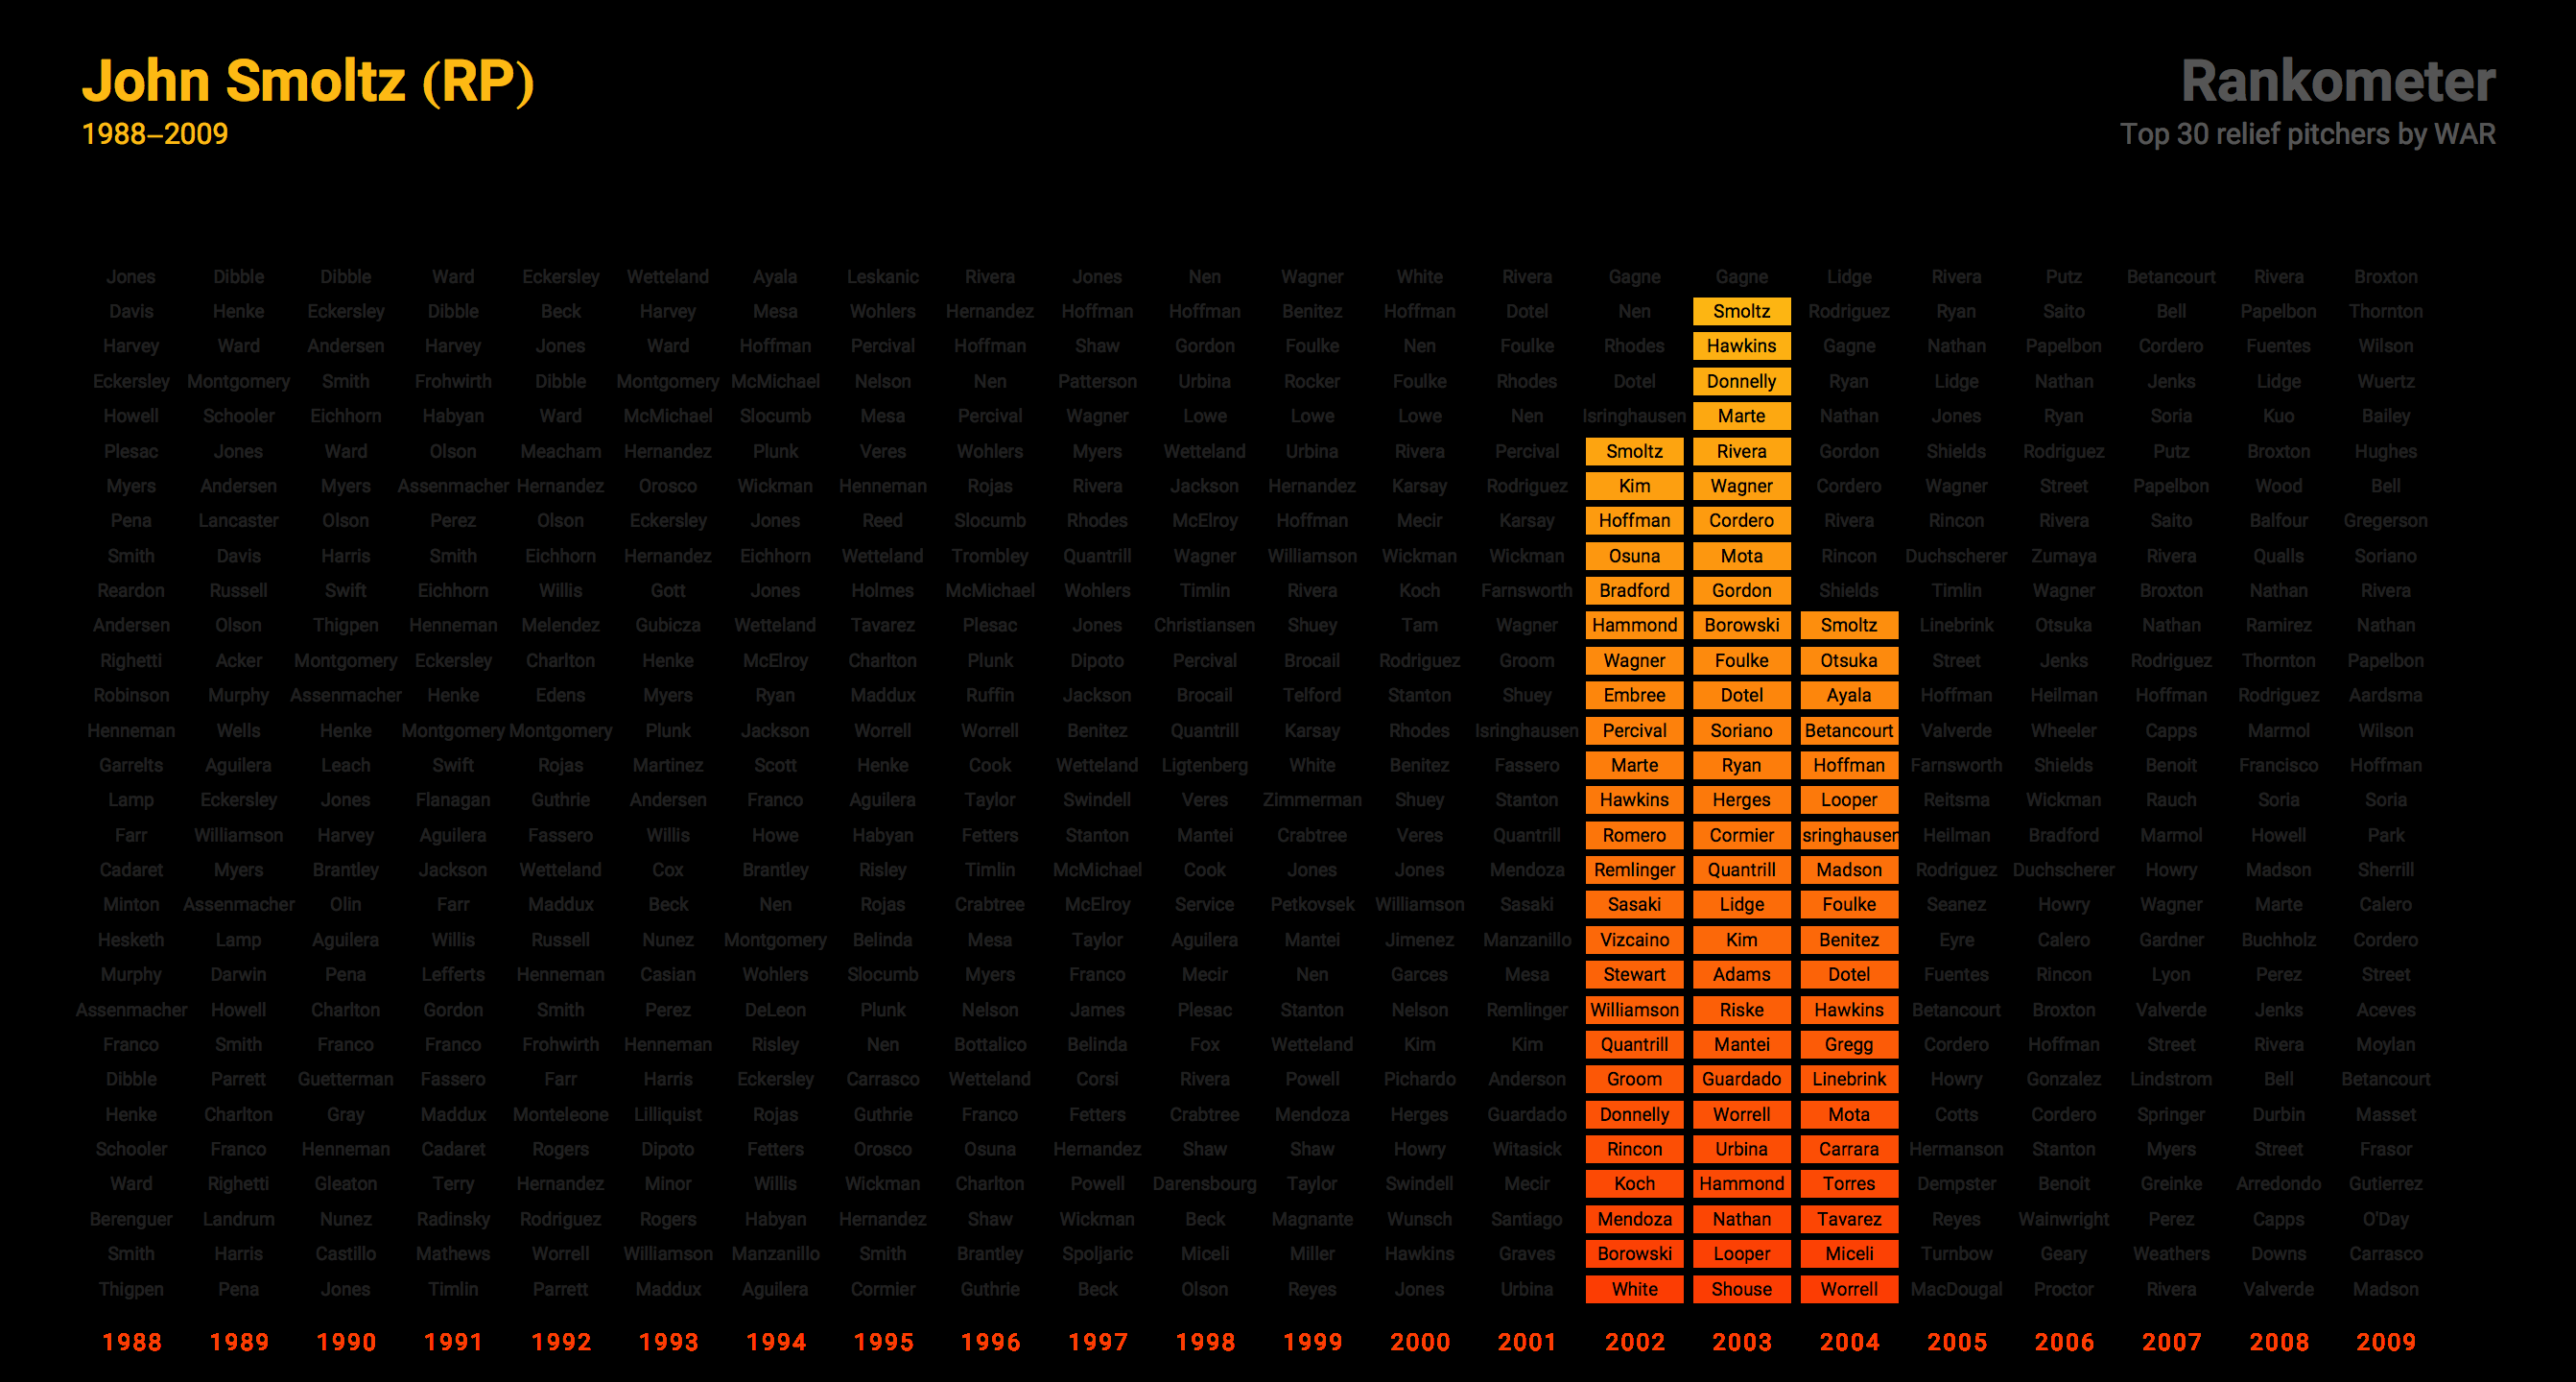 John Smoltz (RP)
1988–2009
Rankometer
Top 30 relief pitchers by WAR
Jones Dibble Dibble Ward Eckersley Wetteland Ayala Leskanic Rivera Jones Nen Wagner White Rivera Gagne Gagne Lidge Rivera Putz Betancourt Rivera Broxton
Davis Henke Eckersley Dibble Beck Harvey Mesa Wohlers Hernandez Hoffman Hoffman Benitez Hoffman Dotel Nen Smoltz Rodriguez Ryan Saito Bell Papelbon Thornton
Harvey Ward Andersen Harvey Jones Ward Hoffman Percival Hoffman Shaw Gordon Foulke Nen Foulke Rhodes Hawkins Gagne Nathan Papelbon Cordero Fuentes Wilson
Eckersley Montgomery Smith Frohwirth Dibble Montgomery McMichael Nelson Nen Patterson Urbina Rocker Foulke Rhodes Dotel Donnelly Ryan Lidge Nathan Jenks Lidge Wuertz
Howell Schooler Eichhorn Habyan Ward McMichael Slocumb Mesa Percival Wagner Lowe Lowe Lowe Nen Isringhausen Marte Nathan Jones Ryan Soria Kuo Bailey
Plesac Jones Ward Olson Meacham Hernandez Plunk Veres Wohlers Myers Wetteland Urbina Rivera Percival Smoltz Rivera Gordon Shields Rodriguez Putz Broxton Hughes
Myers Andersen Myers Assenmacher Hernandez Orosco Wickman Henneman Rojas Rivera Jackson Hernandez Karsay Rodriguez Kim Wagner Cordero Wagner Street Papelbon Wood Bell
Pena Lancaster Olson Perez Olson Eckersley Jones Reed Slocumb Rhodes McElroy Hoffman Mecir Karsay Hoffman Cordero Rivera Rincon Rivera Saito Balfour Gregerson
Smith Davis Harris Smith Eichhorn Hernandez Eichhorn Wetteland Trombley Quantrill Wagner Williamson Wickman Wickman Osuna Mota Rincon Duchscherer Zumaya Rivera Qualls Soriano
Reardon Russell Swift Eichhorn Willis Gott Jones Holmes McMichael Wohlers Timlin Rivera Koch Farnsworth Bradford Gordon Shields Timlin Wagner Broxton Nathan Rivera
Andersen Olson Thigpen Henneman Melendez Gubicza Wetteland Tavarez Plesac Jones Christiansen Shuey Tam Wagner Hammond Borowski Smoltz Linebrink Otsuka Nathan Ramirez Nathan
Righetti Acker Montgomery Eckersley Charlton Henke McElroy Charlton Plunk Dipoto Percival Brocail Rodriguez Groom Wagner Foulke Otsuka Street Jenks Rodriguez Thornton Papelbon
Robinson Murphy Assenmacher Henke Edens Myers Ryan Maddux Ruffin Jackson Brocail Telford Stanton Shuey Embree Dotel Ayala Hoffman Heilman Hoffman Rodriguez Aardsma
Henneman Wells Henke Montgomery Montgomery Plunk Jackson Worrell Worrell Benitez Quantrill Karsay Rhodes Isringhausen Percival Soriano Betancourt Valverde Wheeler Capps Marmol Wilson
Garrelts Aguilera Leach Swift Rojas Martinez Scott Henke Cook Wetteland Ligtenberg White Benitez Fassero Marte Ryan Hoffman Farnsworth Shields Benoit Francisco Hoffman
Lamp Eckersley Jones Flanagan Guthrie Andersen Franco Aguilera Taylor Swindell Veres Zimmerman Shuey Stanton Hawkins Herges Looper Reitsma Wickman Rauch Soria Soria
Farr Williamson Harvey Aguilera Fassero Willis Howe Habyan Fetters Stanton Mantei Crabtree Veres Quantrill Romero Cormier sringhausen Heilman Bradford Marmol Howell Park
Cadaret Myers Brantley Jackson Wetteland Cox Brantley Risley Timlin McMichael Cook Jones Jones Mendoza Remlinger Quantrill Madson Rodriguez Duchscherer Howry Madson Sherrill
Minton Assenmacher Olin Farr Maddux Beck Nen Rojas Crabtree McElroy Service Petkovsek Williamson Sasaki Sasaki Lidge Foulke Seanez Howry Wagner Marte Calero
Hesketh Lamp Aguilera Willis Russell Nunez Montgomery Belinda Mesa Taylor Aguilera Mantei Jimenez Manzanillo Vizcaino Kim Benitez Eyre Calero Gardner Buchholz Cordero
Murphy Darwin Pena Lefferts Henneman Casian Wohlers Slocumb Myers Franco Mecir Nen Garces Mesa Stewart Adams Dotel Fuentes Rincon Lyon Perez Street
Assenmacher Howell Charlton Gordon Smith Perez DeLeon Plunk Nelson James Plesac Stanton Nelson Remlinger Williamson Riske Hawkins Betancourt Broxton Valverde Jenks Aceves
Franco Smith Franco Franco Frohwirth Henneman Risley Nen Bottalico Belinda Fox Wetteland Kim Kim Quantrill Mantei Gregg Cordero Hoffman Street Rivera Moylan
Dibble Parrett Guetterman Fassero Farr Harris Eckersley Carrasco Wetteland Corsi Rivera Powell Pichardo Anderson Groom Guardado Linebrink Howry Gonzalez Lindstrom Bell Betancourt
Henke Charlton Gray Maddux Monteleone Lilliquist Rojas Guthrie Franco Fetters Crabtree Mendoza Herges Guardado Donnelly Worrell Mota Cotts Cordero Springer Durbin Masset
Schooler Franco Henneman Cadaret Rogers Dipoto Fetters Orosco Osuna Hernandez Shaw Shaw Howry Witasick Rincon Urbina Carrara Hermanson Stanton Myers Street Frasor
Ward Righetti Gleaton Terry Hernandez Minor Willis Wickman Charlton Powell Darensbourg Taylor Swindell Mecir Koch Hammond Torres Dempster Benoit Greinke Arredondo Gutierrez
Berenguer Landrum Nunez Radinsky Rodriguez Rogers Habyan Hernandez Shaw Wickman Beck Magnante Wunsch Santiago Mendoza Nathan Tavarez Reyes Wainwright Perez Capps O'Day
Smith Harris Castillo Mathews Worrell Williamson Manzanillo Smith Brantley Spoljaric Miceli Miller Hawkins Graves Borowski Looper Miceli Turnbow Geary Weathers Downs Carrasco
Thigpen Pena Jones Timlin Parrett Maddux Aguilera Cormier Guthrie Beck Olson Reyes Jones Urbina White Shouse Worrell MacDougal Proctor Rivera Valverde Madson
1988 1989 1990 1991 1992 1993 1994 1995 1996 1997 1998 1999 2000 2001 2002 2003 2004 2005 2006 2007 2008 2009